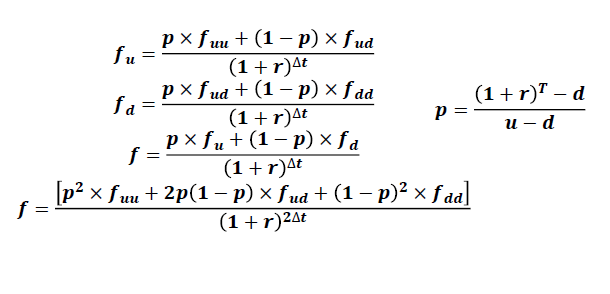 f_u = (p × f_uu + (1 − p) × f_ud) / (1 + r)^Δt
f_d = (p × f_ud + (1 − p) × f_dd) / (1 + r)^Δt
p = ((1 + r)^T − d) / (u − d)
f = (p × f_u + (1 − p) × f_d) / (1 + r)^Δt
f = [p^2 × f_uu + 2p(1 − p) × f_ud + (1 − p)^2 × f_dd] / (1 + r)^2Δt